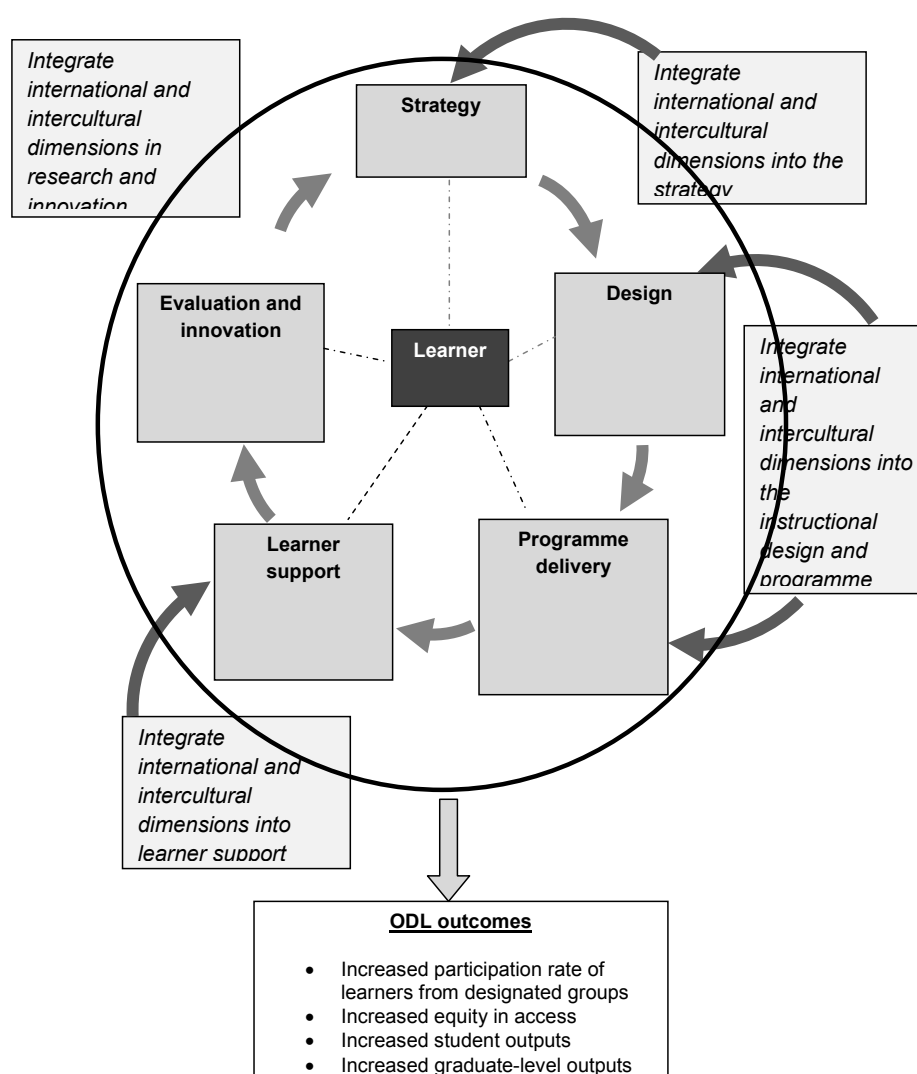 Integrate
international and
intercultural
dimensions in
research and
innovation
Integrate
international and
intercultural
dimensions into the
strategy
Strategy
Evaluation and
innovation
Design
Learner
Integrate
international
and
intercultural
dimensions into
the
instructional
design and
programme
Learner
support
Programme
delivery
Integrate
international and
intercultural
dimensions into
learner support
ODL outcomes
• Increased participation rate of
learners from designated groups
• Increased equity in access
• Increased student outputs
• Increased graduate-level outputs